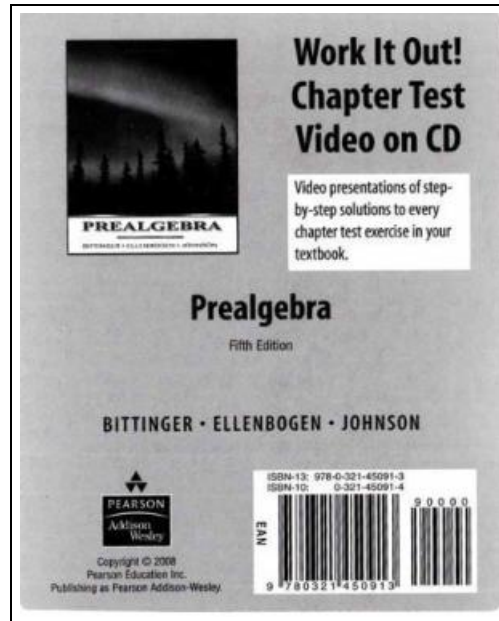 Work It Out!
Chapter Test
Video on CD
PREALGEBRA
BITTINGER • ELLENBOGEN • JOHNSON
Video presentations of step-
by-step solutions to every
chapter test exercise in your
textbook.
Prealgebra
Fifth Edition
BITTINGER • ELLENBOGEN • JOHNSON
PEARSON
Addison
Wesley
Copyright © 2008
Pearson Education Inc.
Publishing as Pearson Addison-Wesley.
ISBN-13: 978-0-321-45091-3
ISBN-10: 0-321-45091-4
90000
EAN
9 780321 450913